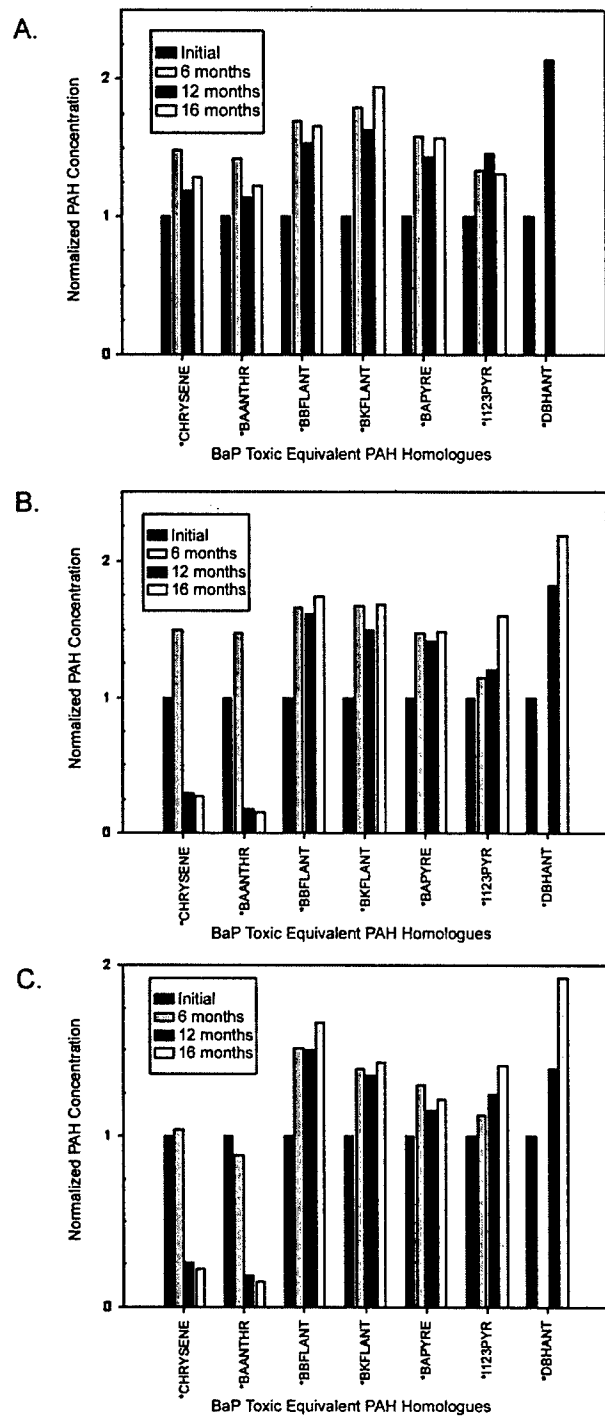 A.
Normalized PAH Concentration
2
1
0
Initial
6 months
12 months
16 months
*CHRYSENE
*BAANTHR
*BBFLANT
*BKFLANT
*BAPYRE
*I123PYR
*DBHANT
BaP Toxic Equivalent PAH Homologues
B.
Normalized PAH Concentration
2
1
0
Initial
6 months
12 months
16 months
*CHRYSENE
*BAANTHR
*BBFLANT
*BKFLANT
*BAPYRE
*I123PYR
*DBHANT
BaP Toxic Equivalent PAH Homologues
C.
Normalized PAH Concentration
2
1
0
Initial
6 months
12 months
16 months
*CHRYSENE
*BAANTHR
*BBFLANT
*BKFLANT
*BAPYRE
*I123PYR
*DBHANT
BaP Toxic Equivalent PAH Homologues